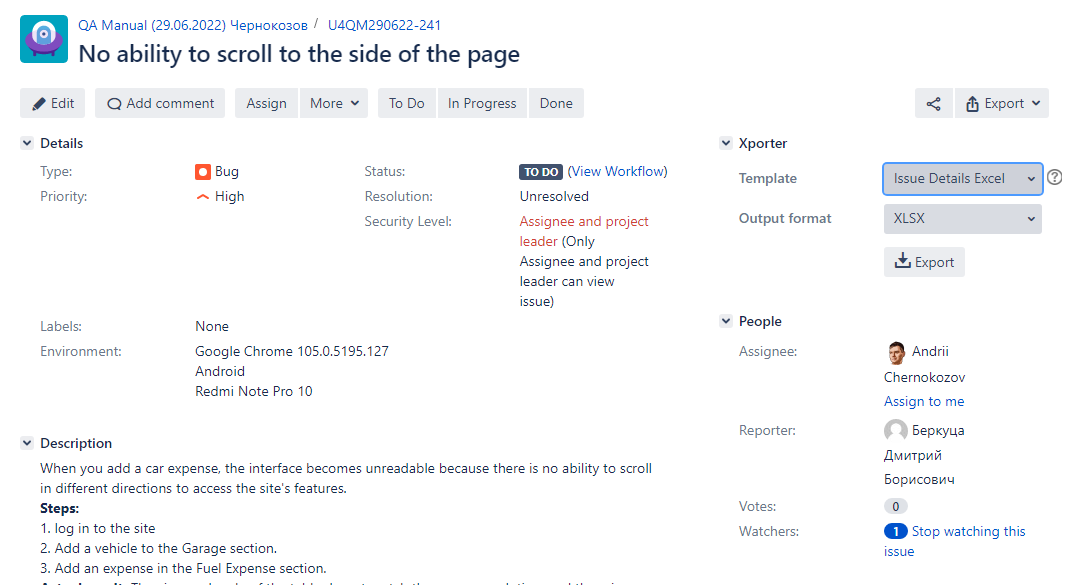 QA Manual (29.06.2022) Чернокозов / U4QM290622-241
No ability to scroll to the side of the page
Edit Add comment Assign More To Do In Progress Done Export
Details
Type: Bug Status: TO DO (View Workflow)
Priority: High Resolution: Unresolved
Security Level: Assignee and project
leader (Only
Assignee and project
leader can view
issue)
Labels: None
Environment: Google Chrome 105.0.5195.127
Android
Redmi Note Pro 10
Description
When you add a car expense, the interface becomes unreadable because there is no ability to scroll
in different directions to access the site's features.
Steps:
1. log in to the site
2. Add a vehicle to the Garage section.
3. Add an expense in the Fuel Expense section.
Xporter
Template Issue Details Excel ?
Output format XLSX
Export
People
Assignee: Andrii
Chernokozov
Assign to me
Reporter: Беркуца
Дмитрий
Борисович
Votes: 0
Watchers: 1 Stop watching this
issue